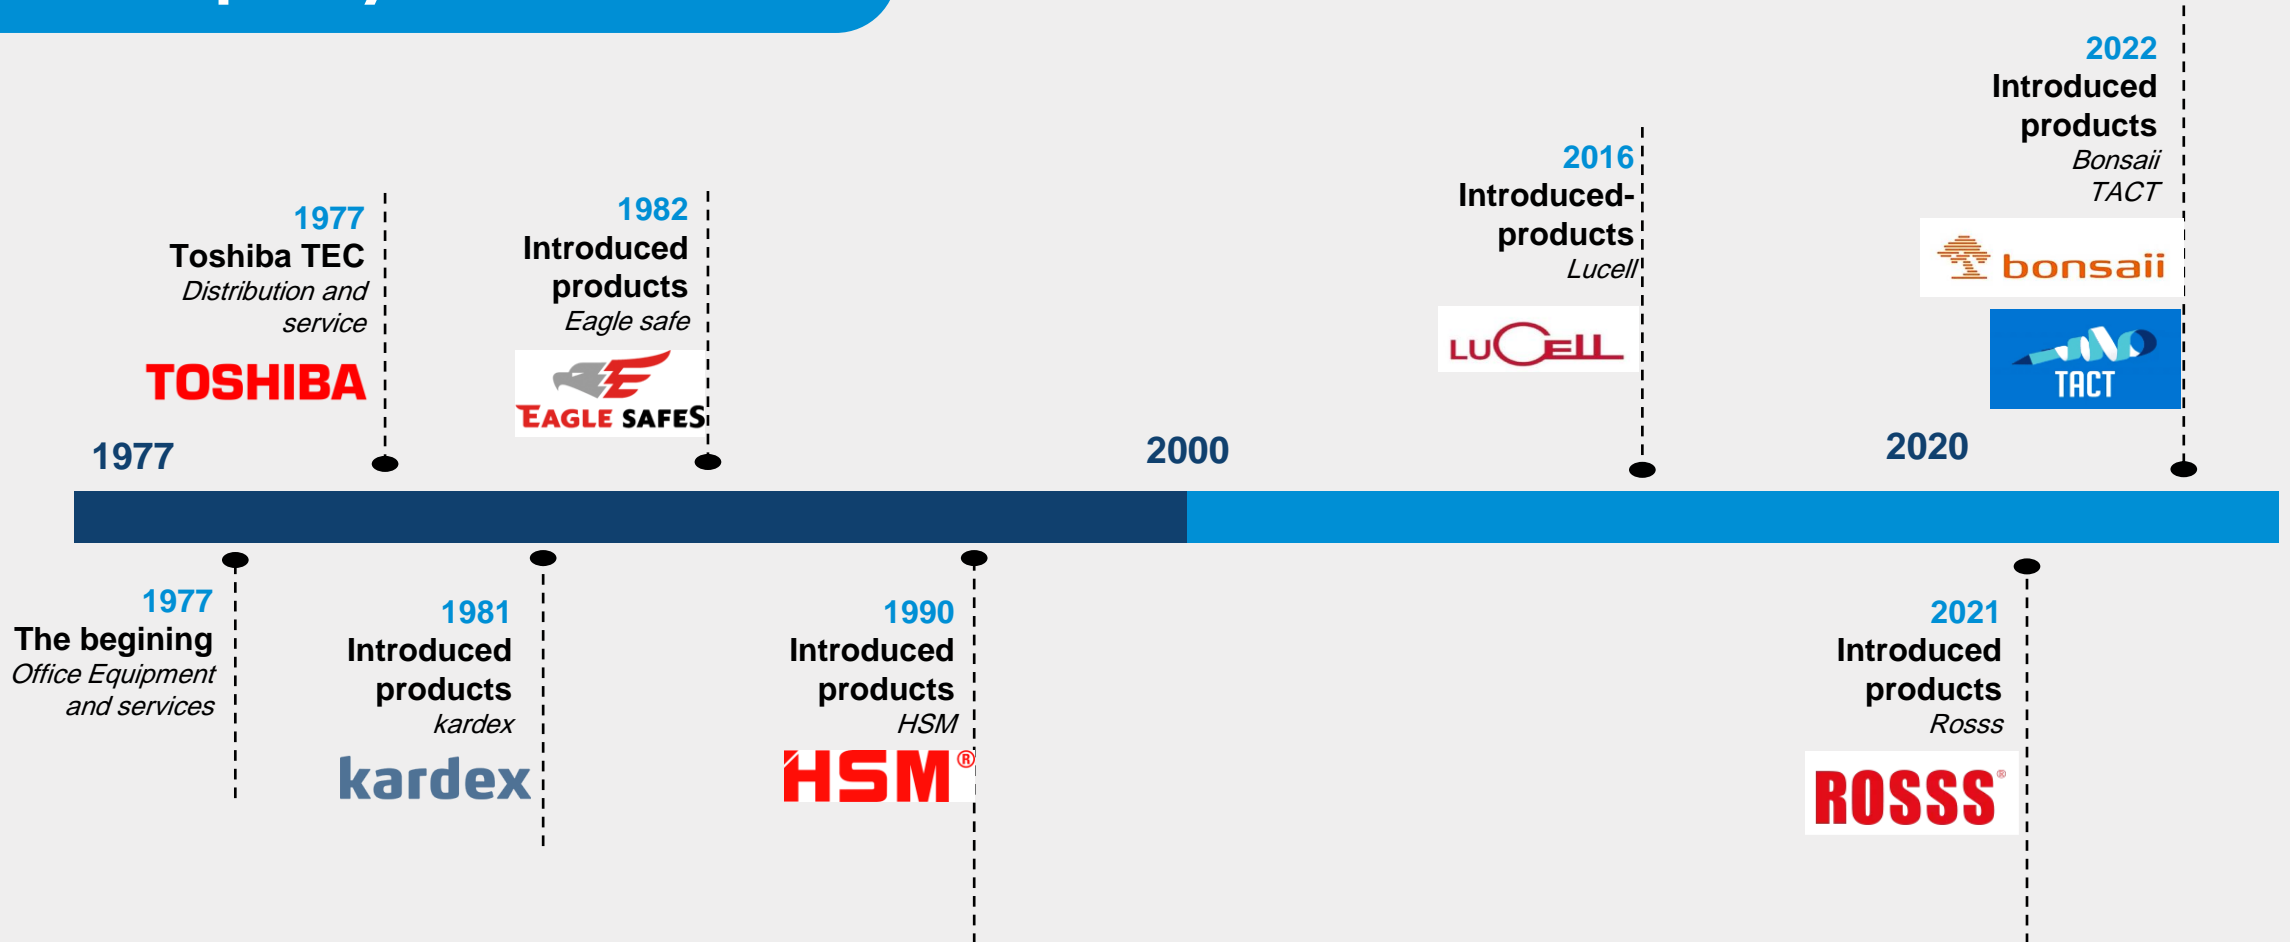 2022
Introduced
products
Bonsaii
TACT
bonsaii
TACT
2016
Introduced-
products
Lucell
LUCELL
1977
Toshiba TEC
Distribution and
service
TOSHIBA
1982
Introduced
products
Eagle safe
EAGLE SAFES
1977
2000
2020
1977
The begining
Office Equipment
and services
1981
Introduced
products
kardex
kardex
1990
Introduced
products
HSM
HSM®
2021
Introduced
products
Rosss
ROSSS®